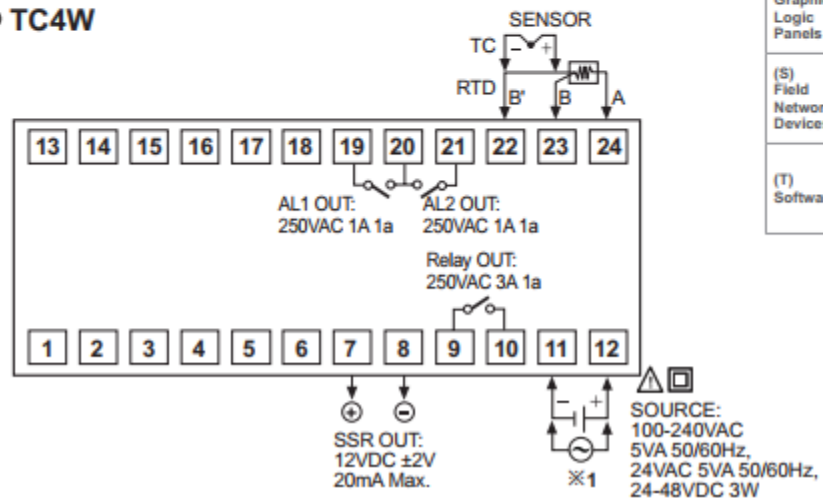 TC4W
SENSOR
TC - +
RTD B' B A
13 14 15 16 17 18 19 20 21 22 23 24
AL1 OUT:
250VAC 1A 1a
AL2 OUT:
250VAC 1A 1a
Relay OUT:
250VAC 3A 1a
1 2 3 4 5 6 7 8 9 10 11 12
+ -
SSR OUT:
12VDC ±2V
20mA Max.
- +
※1
SOURCE:
100-240VAC
5VA 50/60Hz,
24VAC 5VA 50/60Hz,
24-48VDC 3W
Logic
Panels
(S)
Field
(T)